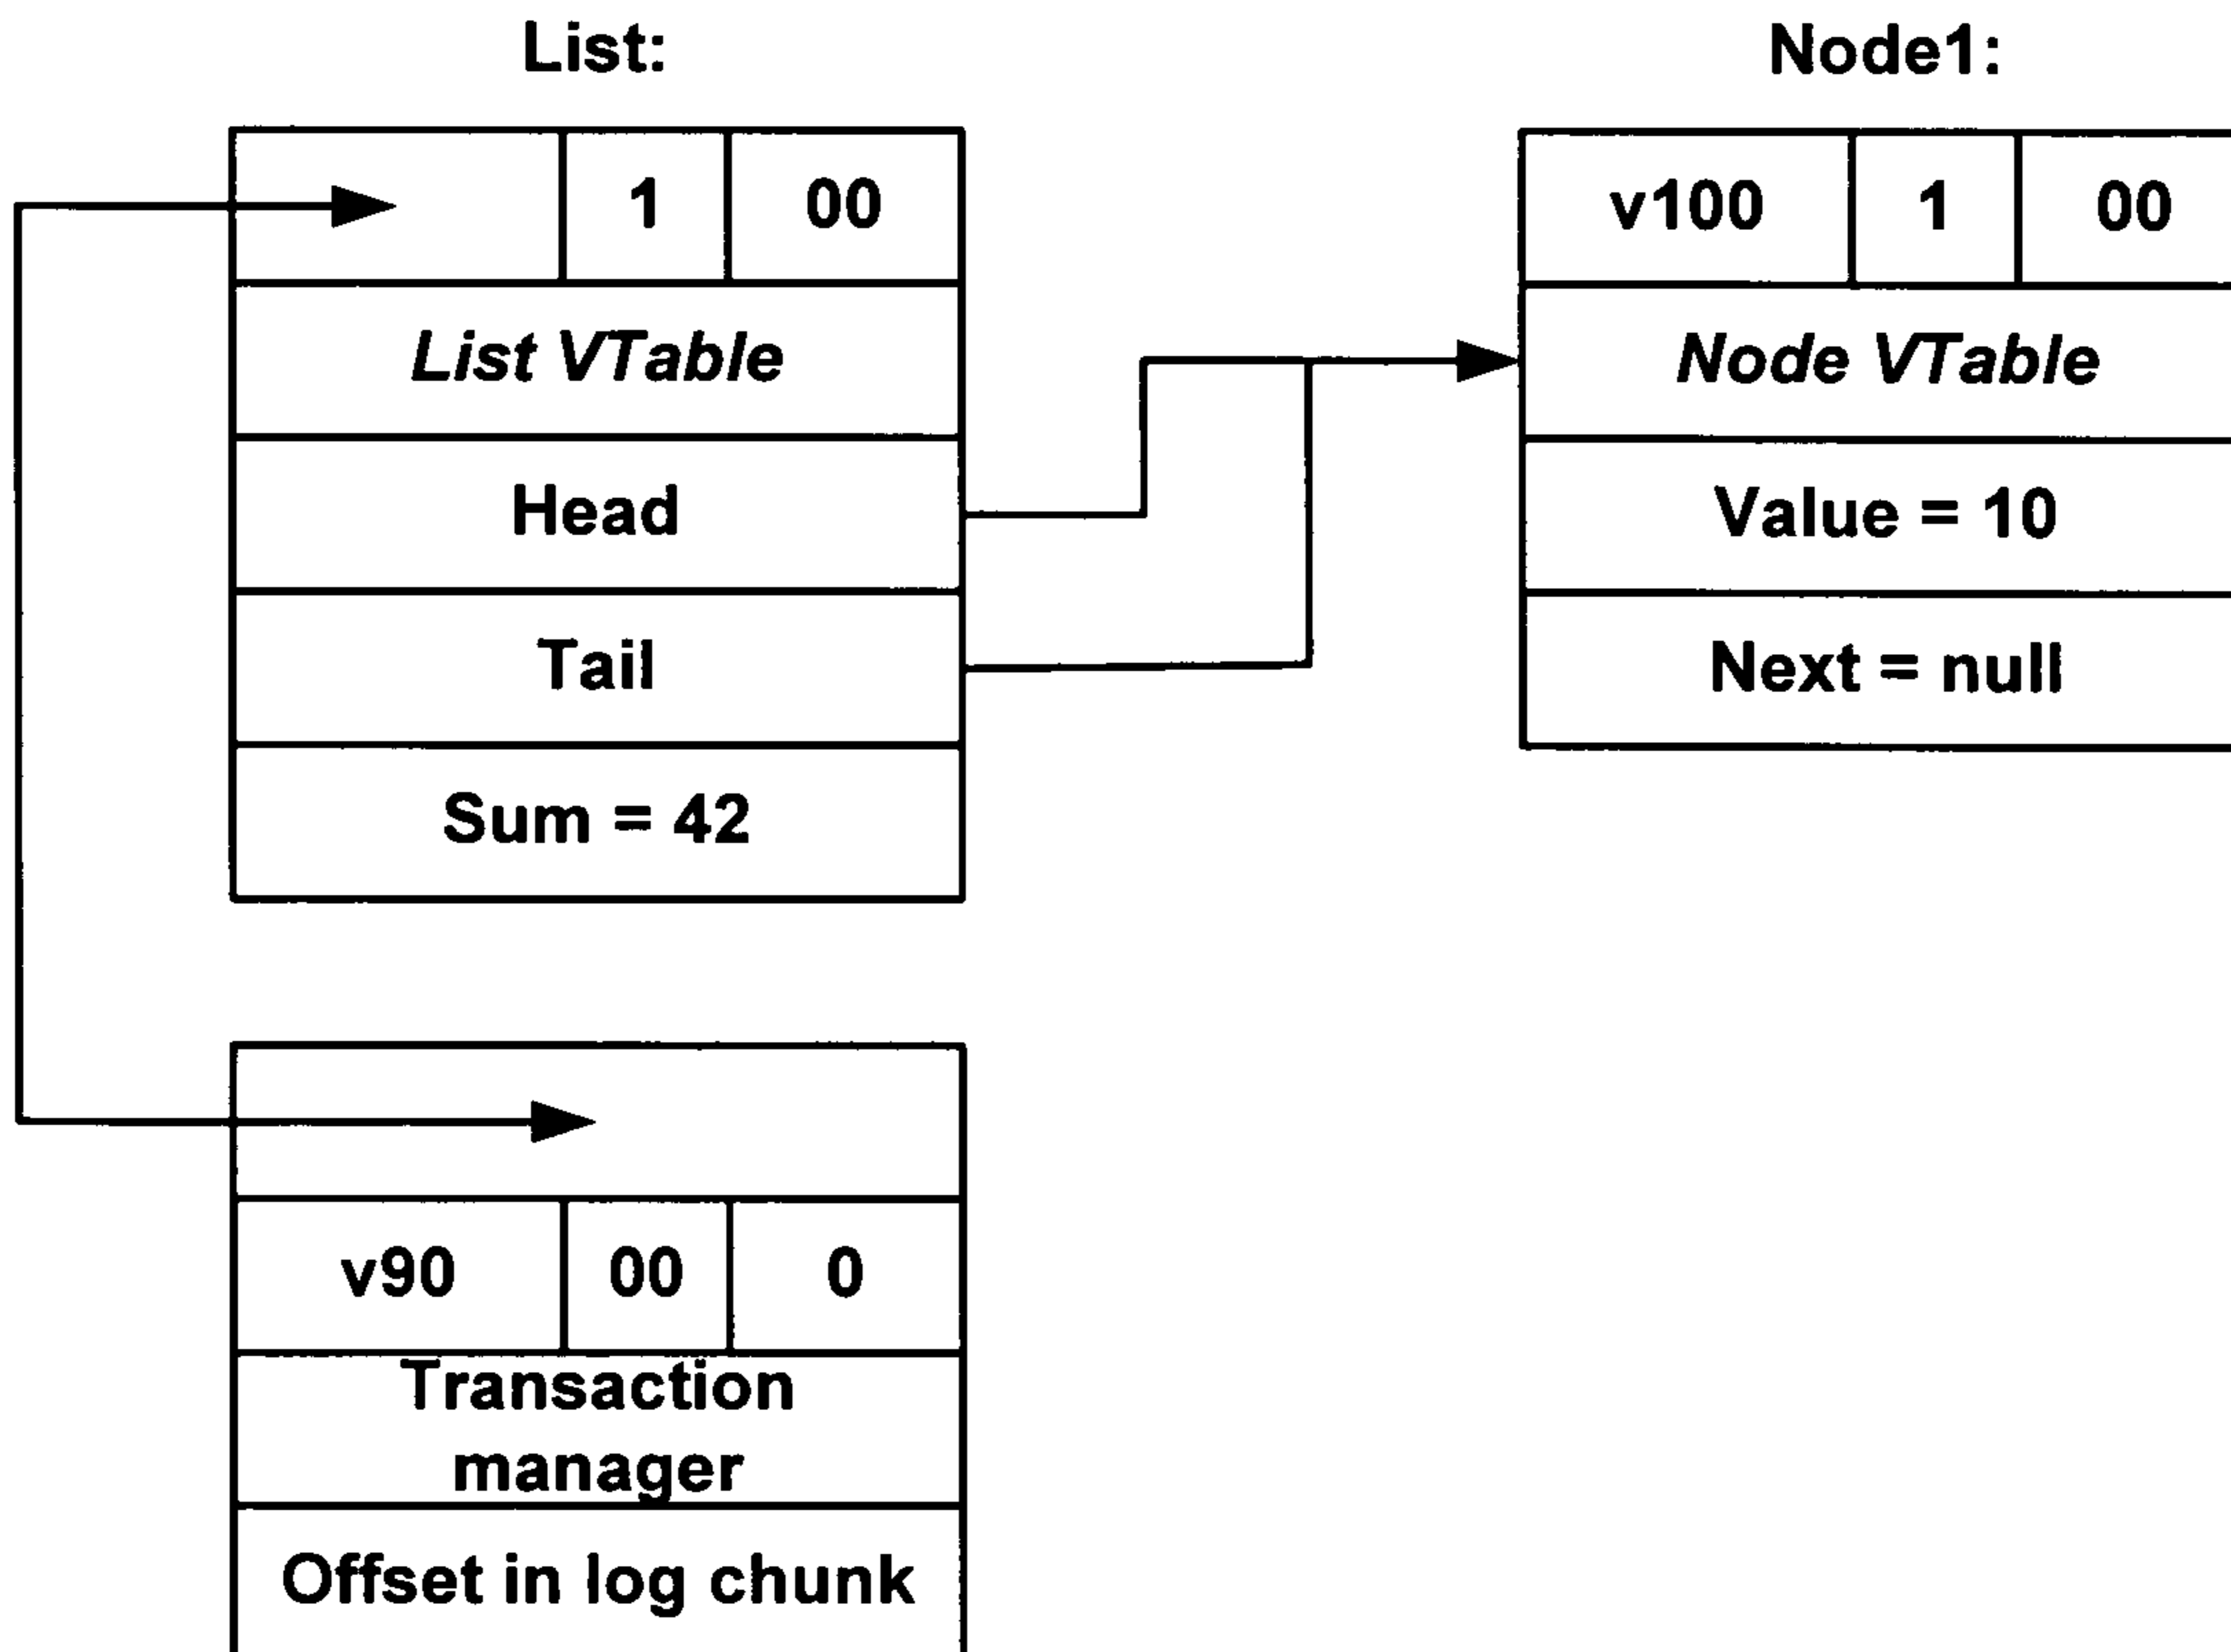 List:
1
00
List VTable
Head
Tail
Sum = 42
Node1:
v100
1
00
Node VTable
Value = 10
Next = null
v90
00
0
Transaction
manager
Offset in log chunk